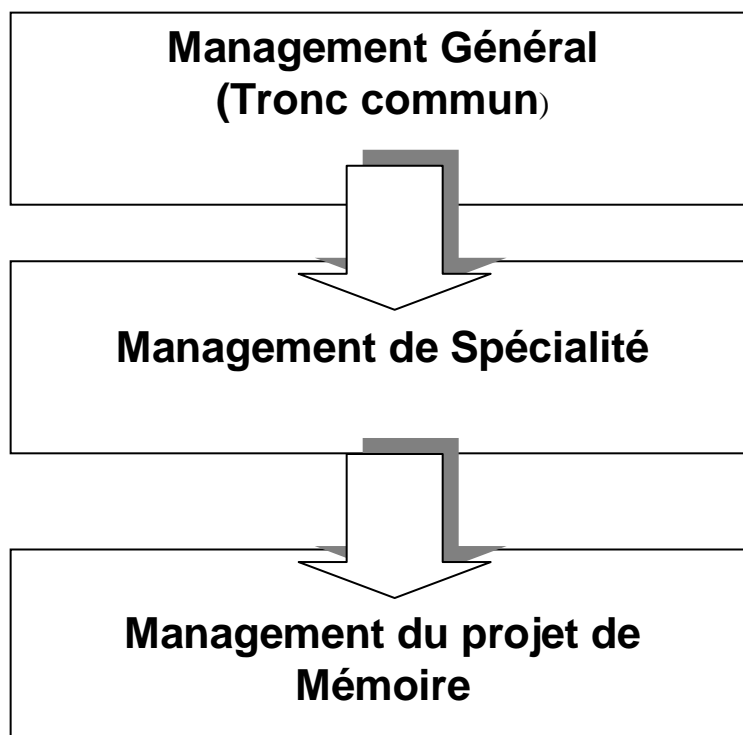 Management Général
(Tronc commun)
Management de Spécialité
Management du projet de
Mémoire